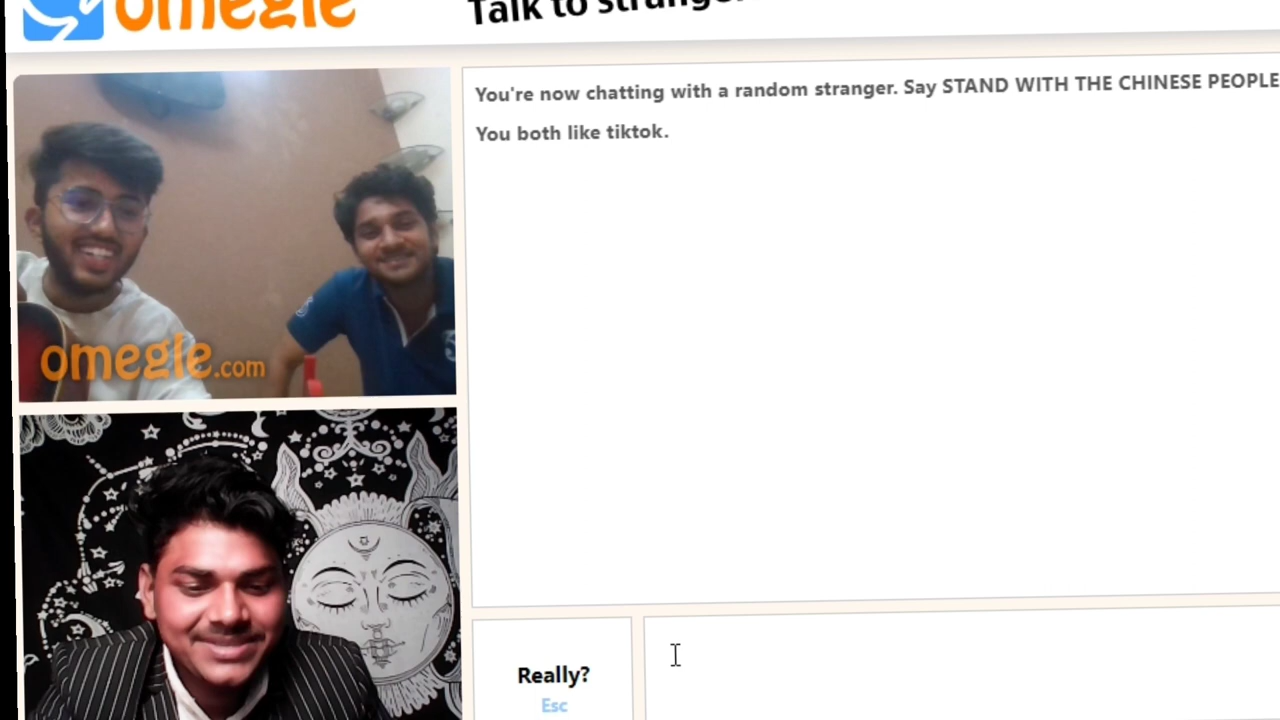 omegle
Talk to stranger
You're now chatting with a random stranger. Say STAND WITH THE CHINESE PEOPLE
You both like tiktok.
omegle.com
Really?
Esc